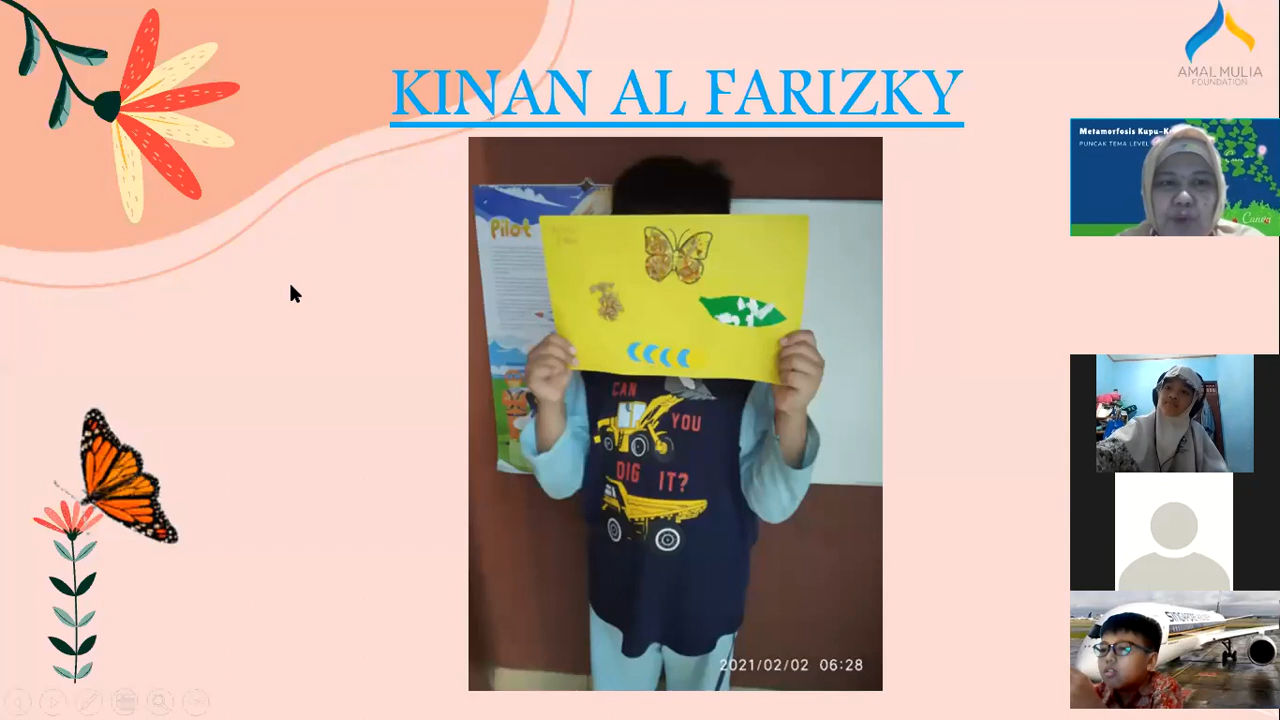 KINAN AL FARIZKY
AMAL MULIA
FOUNDATION
Metamorfosis Kupu-K
PUNCAK TEMA LEVEL
Canva
Pilot
CAN
YOU
DIG IT?
2021/02/02 06:28